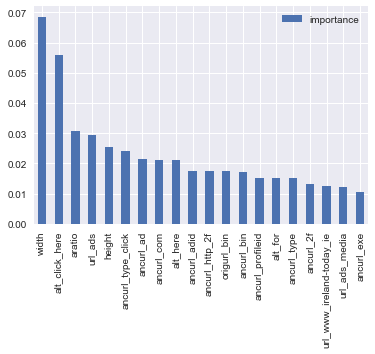 0.07
0.06
0.05
0.04
0.03
0.02
0.01
0.00
importance
width
alt_click_here
aratio
url_ads
height
ancurl_type_click
ancurl_ad
ancurl_com
alt_here
ancurl_adid
ancurl_http_2f
origurl_bin
ancurl_bin
ancurl_profileid
alt_for
ancurl_type
ancurl_2f
url_www_ireland-today_ie
url_ads_media
ancurl_exe